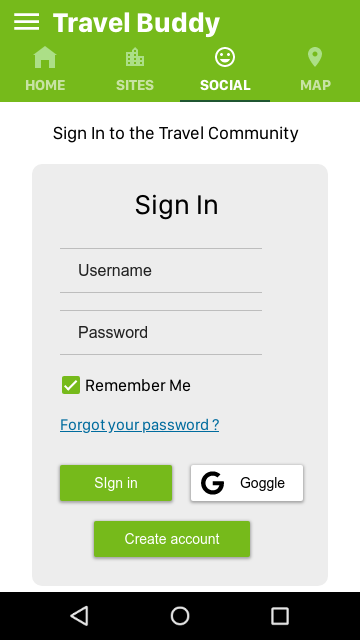 Travel Buddy
HOME SITES SOCIAL MAP
Sign In to the Travel Community
Sign In
Username
Password
Remember Me
Forgot your password ?
SIgn in Goggle
Create account